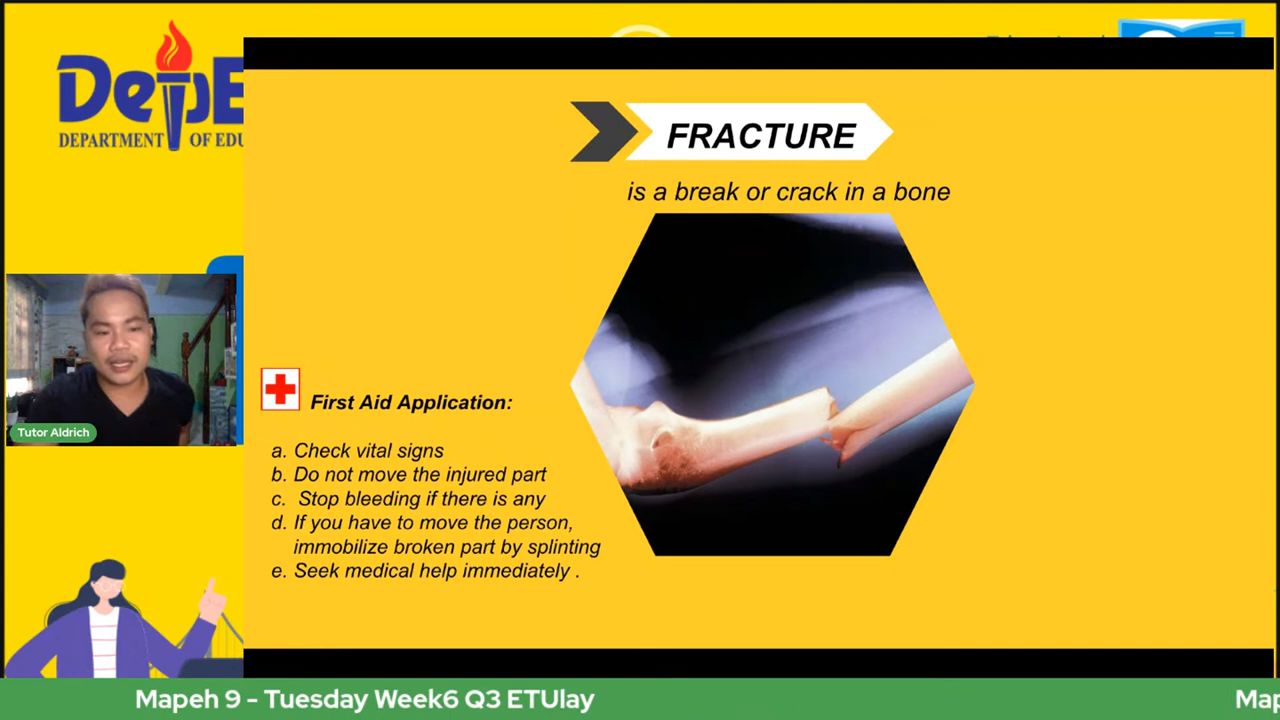 DepE
DEPARTMENT OF EDU
FRACTURE
is a break or crack in a bone
First Aid Application:
a. Check vital signs
b. Do not move the injured part
c. Stop bleeding if there is any
d. If you have to move the person,
immobilize broken part by splinting
e. Seek medical help immediately .
Tutor Aldrich
Mapeh 9 - Tuesday Week6 Q3 ETUlay
Map